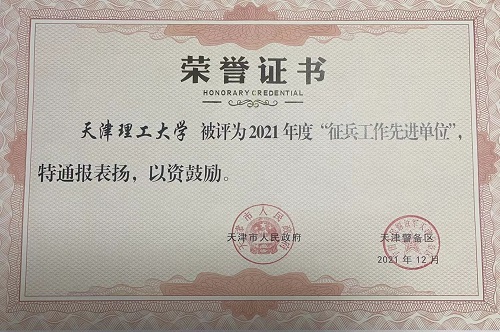 荣誉证书
HONORARY CREDENTIAL
天津理工大学 被评为2021年度“征兵工作先进单位”,
特通报表扬，以资鼓励。
天津市人民政府 天津警备区
2021年12月